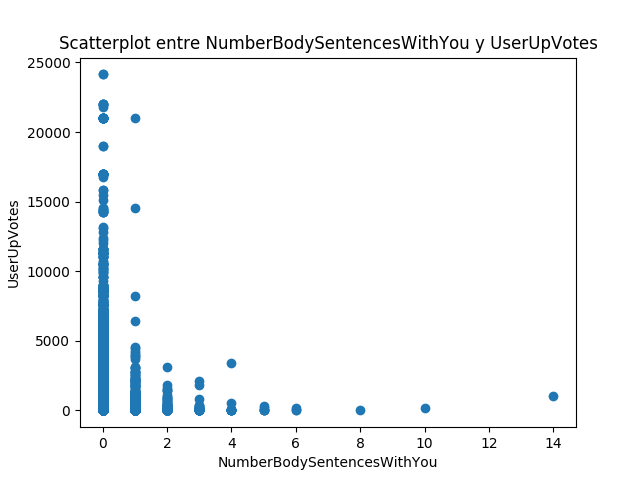 Scatterplot entre NumberBodySentencesWithYou y UserUpVotes
25000
20000
15000
10000
5000
0
UserUpVotes
0 2 4 6 8 10 12 14
NumberBodySentencesWithYou